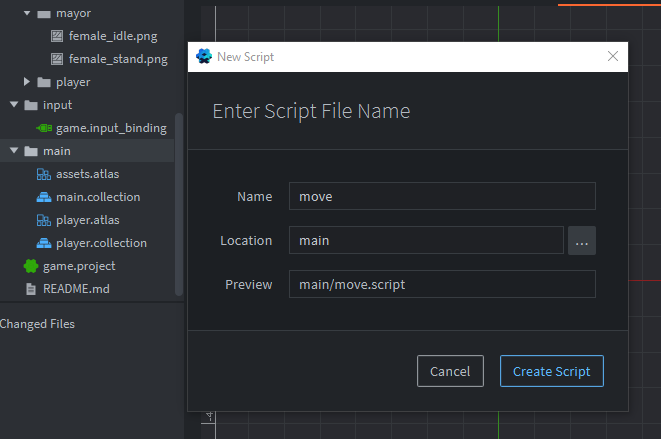 mayor
female_idle.png
female_stand.png
player
input
game.input_binding
main
assets.atlas
main.collection
player.atlas
player.collection
game.project
README.md
Changed Files
New Script
Enter Script File Name
Name
move
Location
main
...
Preview
main/move.script
Cancel
Create Script
-4